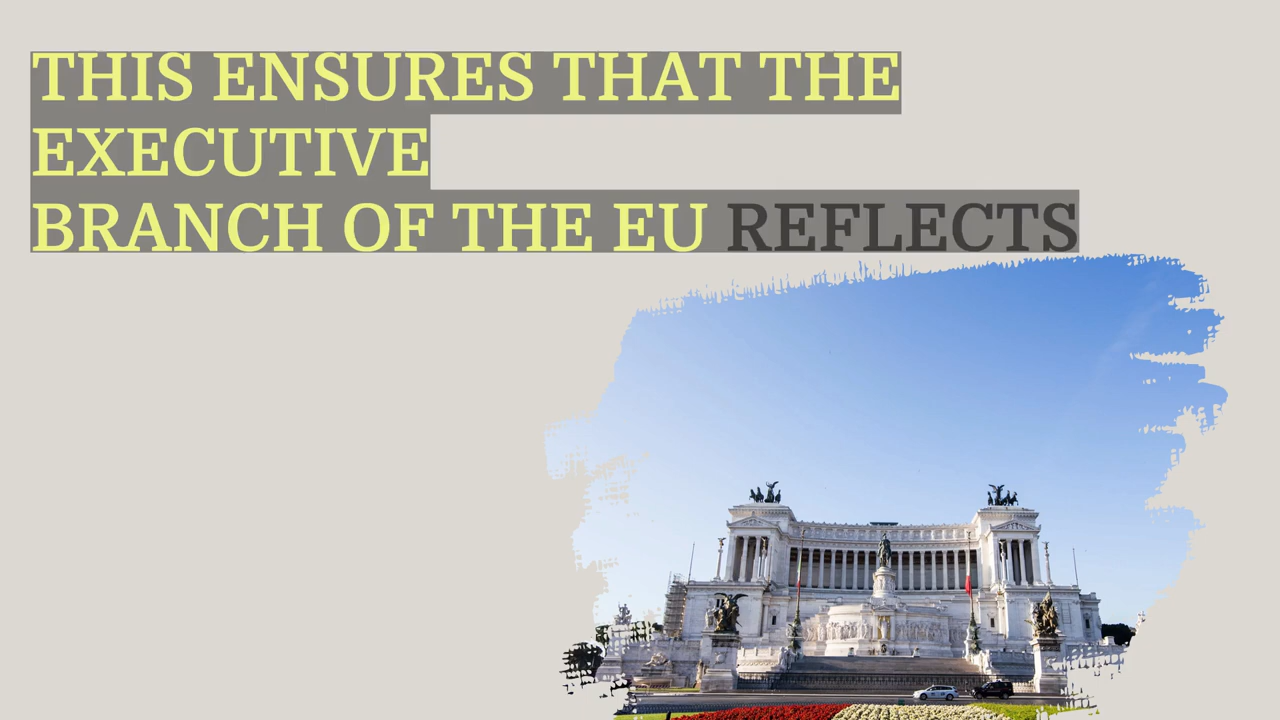 THIS ENSURES THAT THE
EXECUTIVE
BRANCH OF THE EU REFLECTS